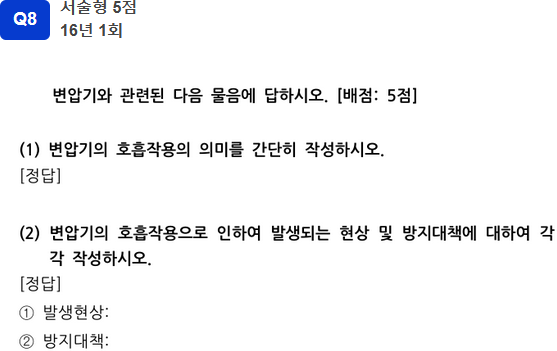 Q8
서술형 5점
16년 1회
변압기와 관련된 다음 물음에 답하시오. [배점: 5점]
(1) 변압기의 호흡작용의 의미를 간단히 작성하시오.
[정답]
(2) 변압기의 호흡작용으로 인하여 발생되는 현상 및 방지대책에 대하여 각
각 작성하시오.
[정답]
① 발생현상:
② 방지대책: